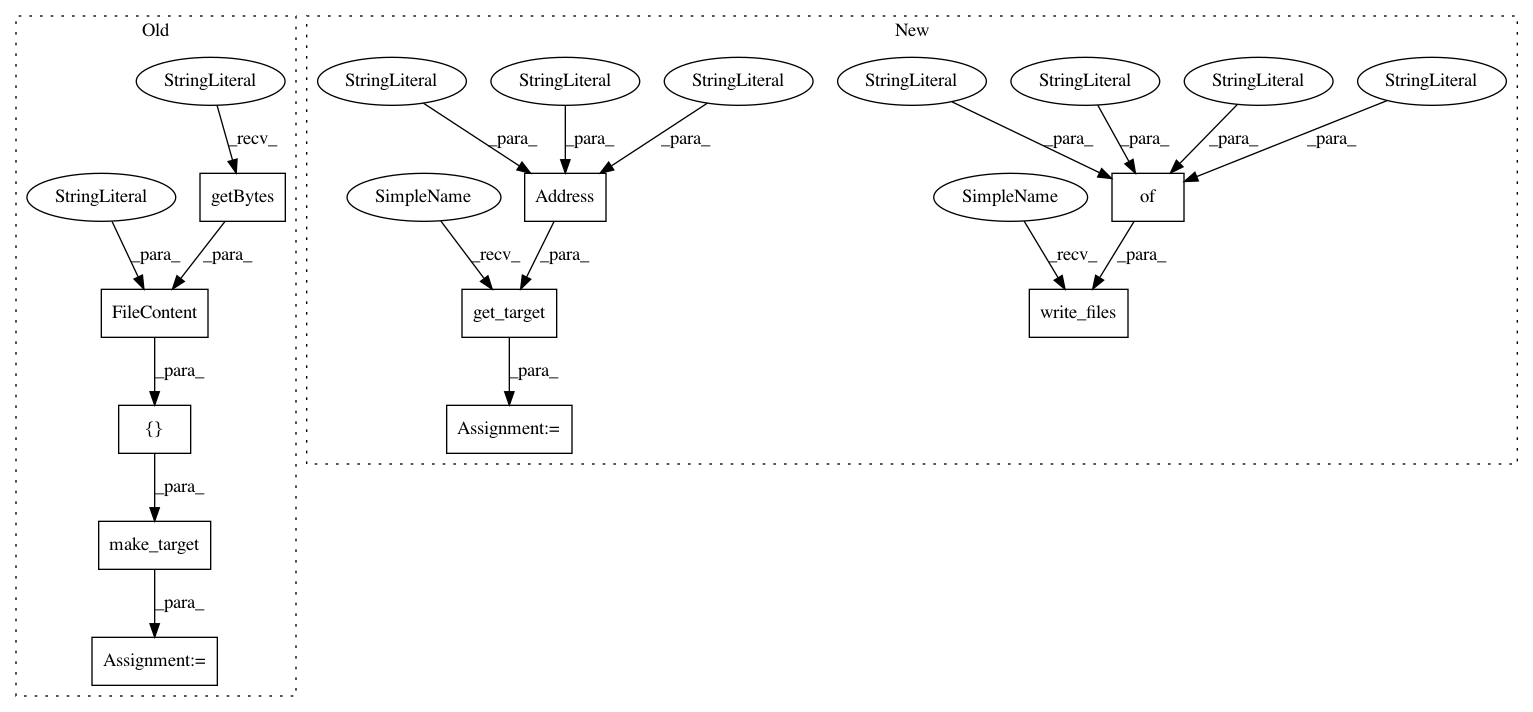 Old
New
StringLiteral
StringLiteral
StringLiteral
StringLiteral
StringLiteral
StringLiteral
StringLiteral
StringLiteral
_recv_
_para_
_para_
_para_
_para_
_para_
_para_
_para_
StringLiteral
getBytes
SimpleName
Address
SimpleName
of
_para_
_para_
_recv_
_para_
_recv_
_para_
FileContent
get_target
write_files
_para_
_para_
{}
Assignment:=
_para_
make_target
_para_
Assignment:=